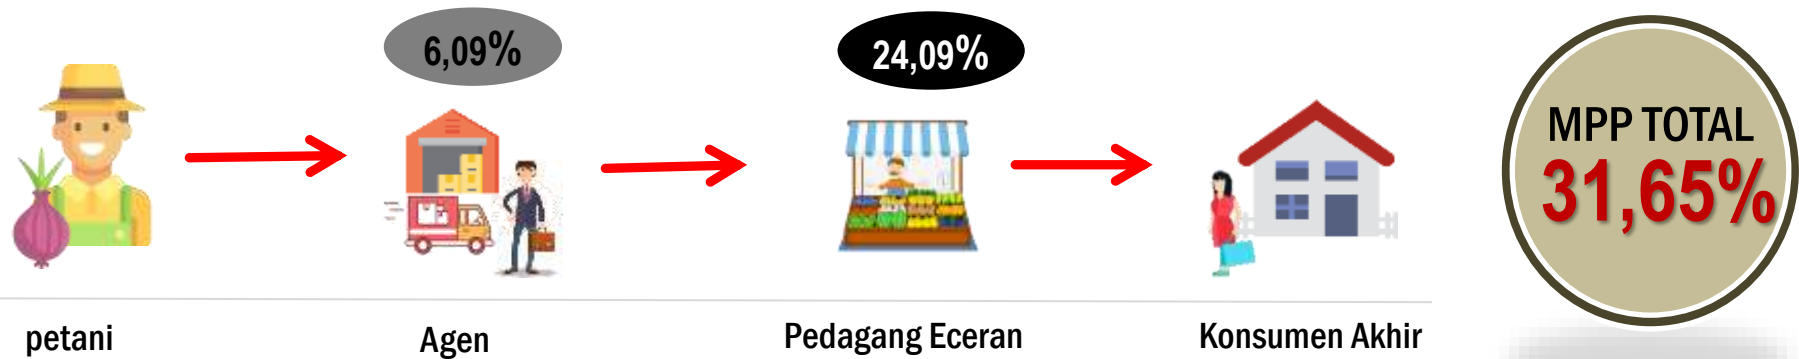 6,09%
24,09%
MPP TOTAL
31,65%
petani
Agen
Pedagang Eceran
Konsumen Akhir